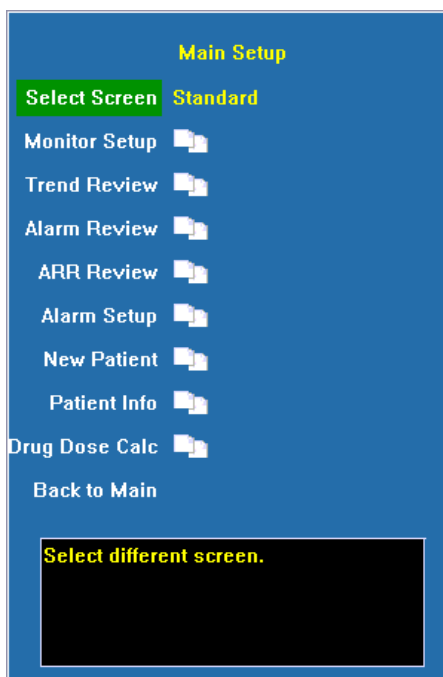 Main Setup
Select Screen Standard
Monitor Setup
Trend Review
Alarm Review
ARR Review
Alarm Setup
New Patient
Patient Info
Drug Dose Calc
Back to Main
Select different screen.